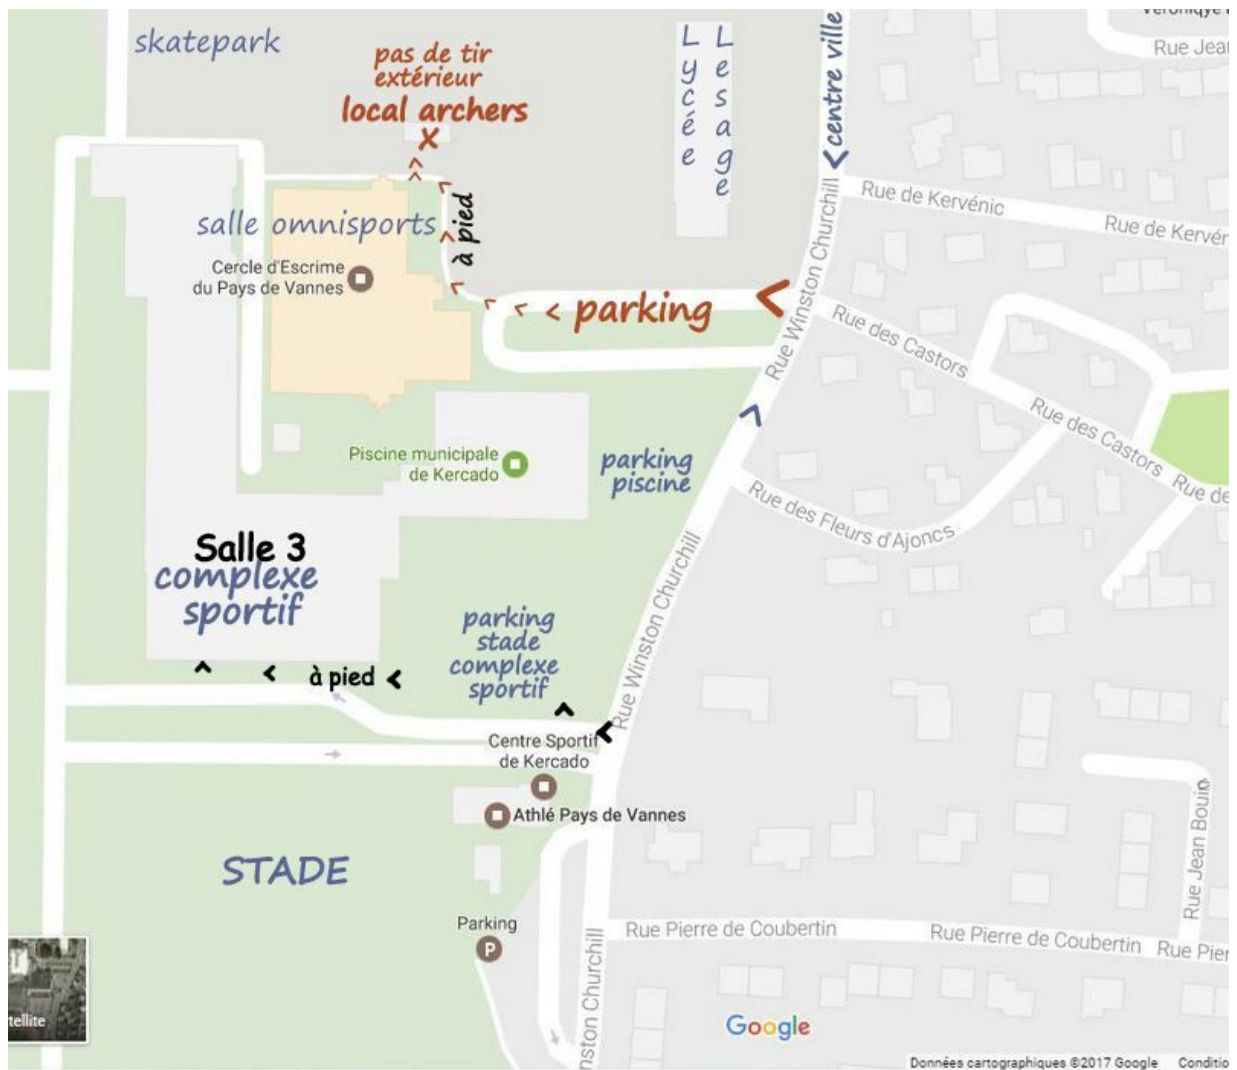 skatepark
pas de tir
extérieur
local archers
X
Lycée
Lesage
centre ville
Rue Jea
Rue de Kervénic
Rue de Kervér
salle omnisports
à pied
Cercle d'Escrime
du Pays de Vannes
parking
Rue Winston Churchill
Rue des Castors
Rue des Castors
Rue de
Piscine municipale
de Kercado
parking
piscine
Rue des Fleurs d'Ajoncs
Salle 3
complexe
sportif
Rue Winston Churchill
parking
stade
complexe
sportif
à pied
Centre Sportif
de Kercado
Athlé Pays de Vannes
STADE
Rue Jean Bouin
Parking
P
Rue Pierre de Coubertin
Rue Pierre de Coubertin
Rue Pier
nston Churchill
tellite
Google
Données cartographiques ©2017 Google
Conditio